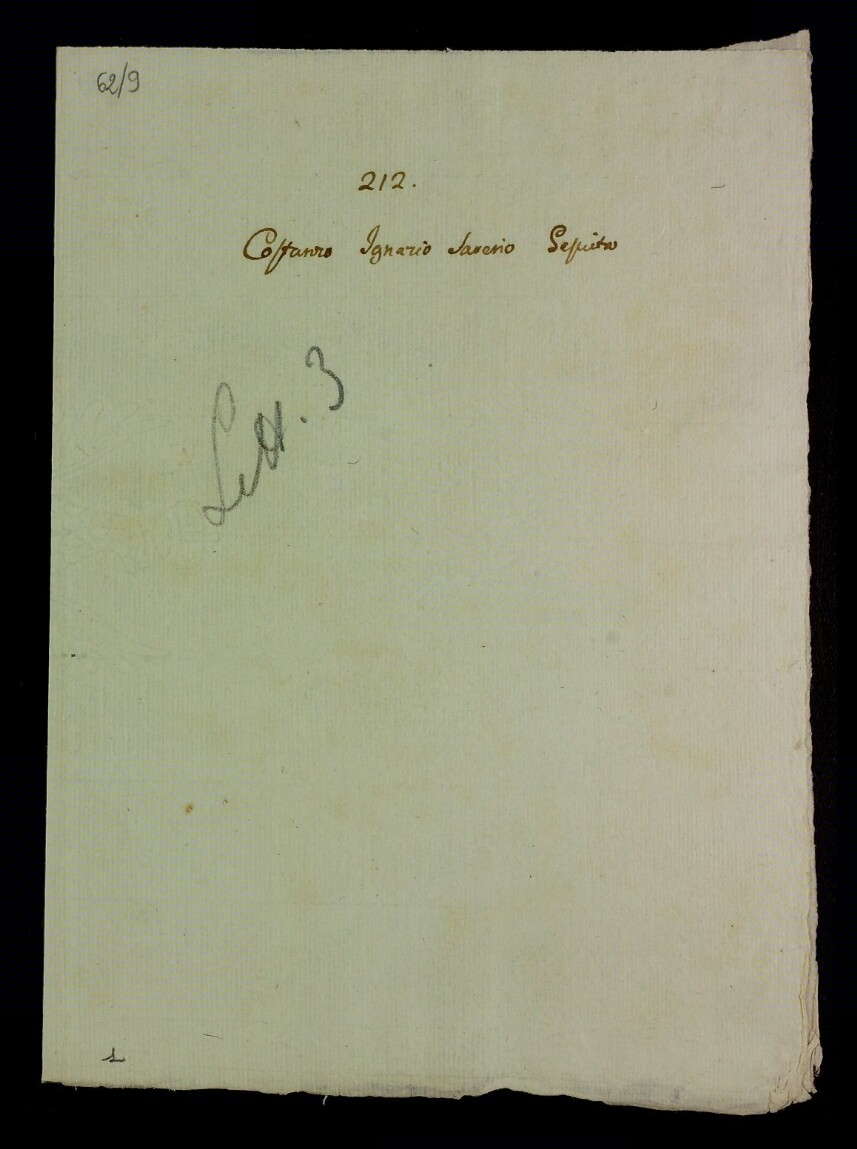 62/9
212.
Costanzo Ignazio Saverio Gesuita
Lett. 3
1